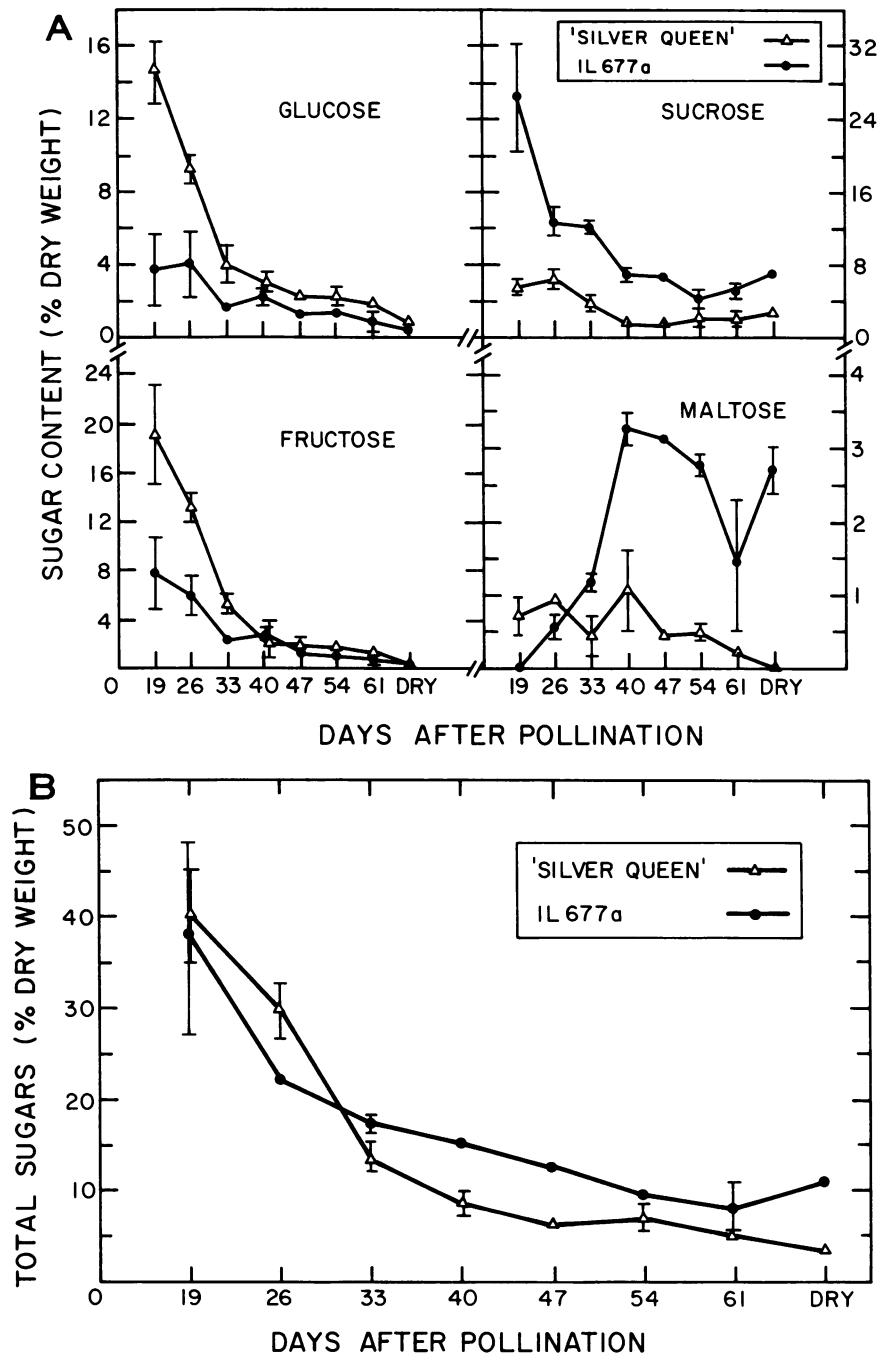 A
'SILVER QUEEN'
IL 677a
GLUCOSE
SUCROSE
FRUCTOSE
MALTOSE
SUGAR CONTENT (% DRY WEIGHT)
16
12
8
4
0
36
32
24
16
8
0
24
20
16
12
8
4
0
4
3
2
1
19 26 33 40 47 54 61 DRY
19 26 33 40 47 54 61 DRY
DAYS AFTER POLLINATION
B
'SILVER QUEEN'
IL 677a
TOTAL SUGARS (% DRY WEIGHT)
50
40
30
20
10
0 19 26 33 40 47 54 61 DRY
DAYS AFTER POLLINATION